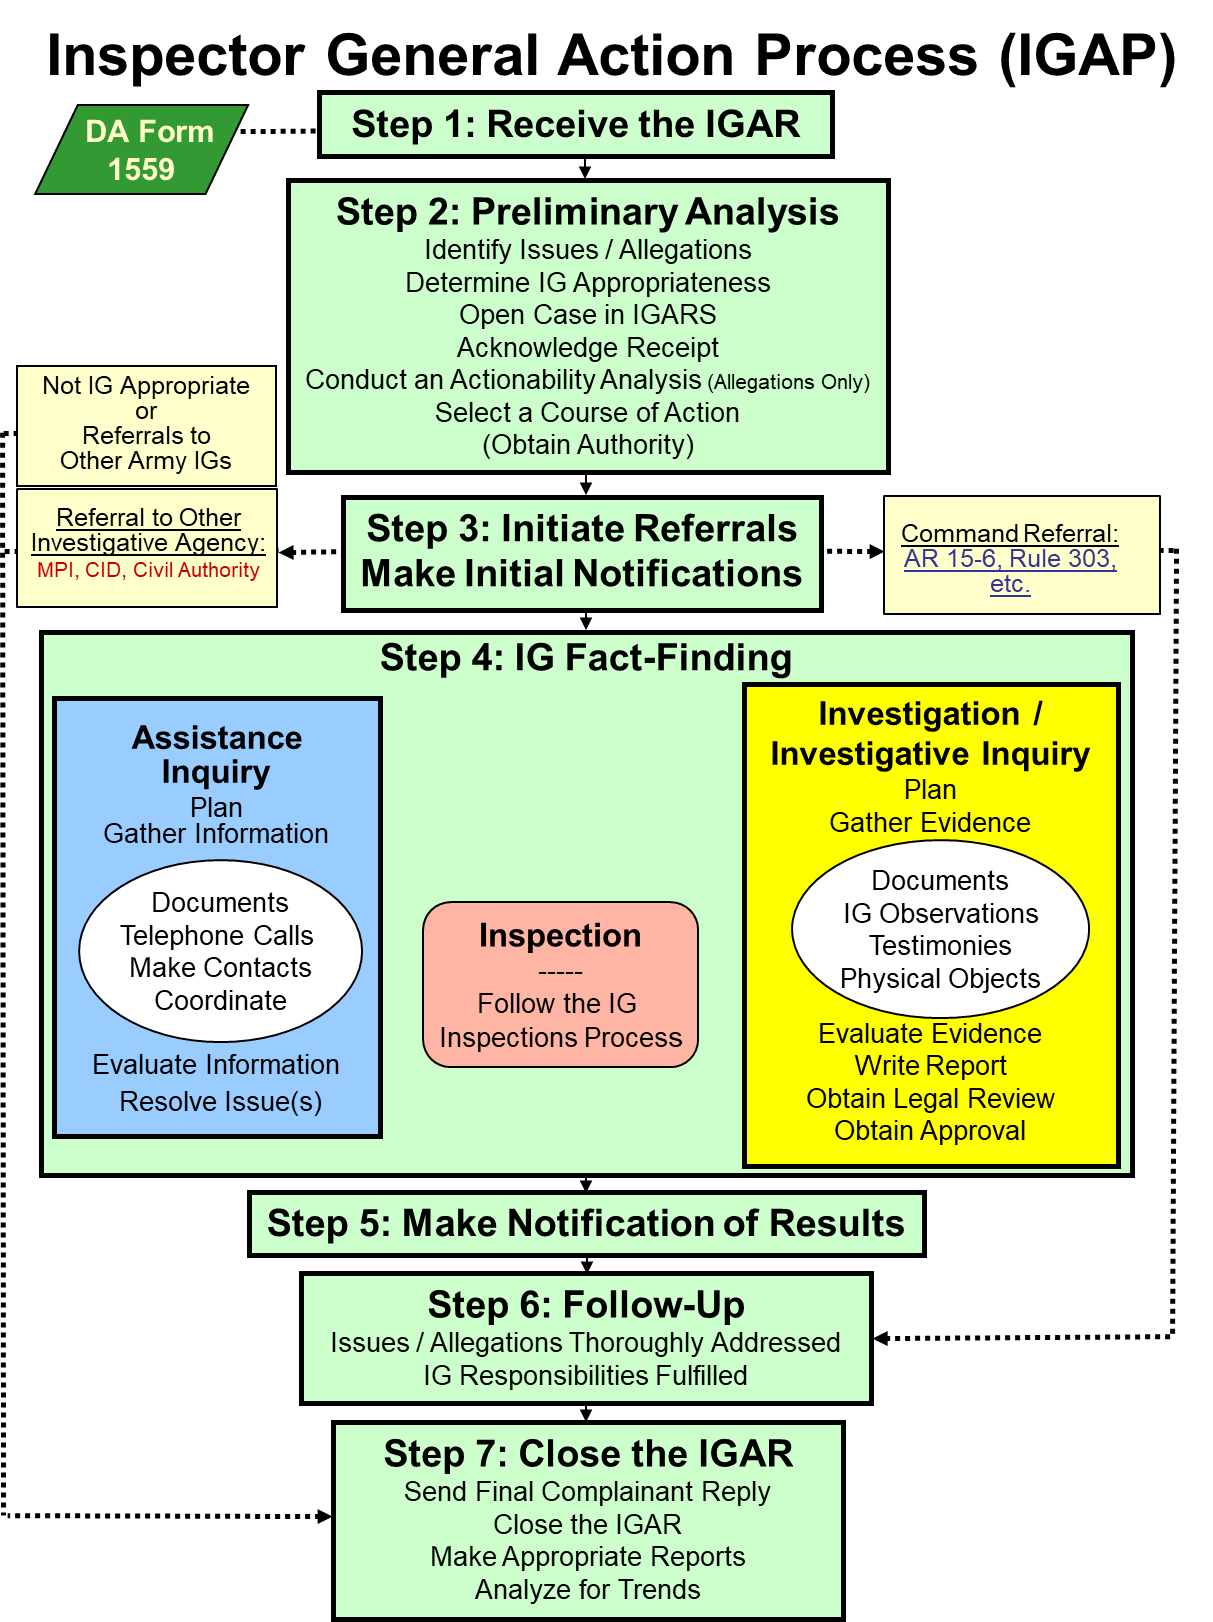 Inspector General Action Process (IGAP)
DA Form
1559
Step 1: Receive the IGAR
Step 2: Preliminary Analysis
Identify Issues / Allegations
Determine IG Appropriateness
Open Case in IGARS
Acknowledge Receipt
Conduct an Actionability Analysis (Allegations Only)
Select a Course of Action
(Obtain Authority)
Not IG Appropriate
or
Referrals to
Other Army IGs
Referral to Other
Investigative Agency:
MPI, CID, Civil Authority
Step 3: Initiate Referrals
Make Initial Notifications
Command Referral:
AR 15-6, Rule 303,
etc.
Step 4: IG Fact-Finding
Assistance
Inquiry
Plan
Gather Information
Documents
Telephone Calls
Make Contacts
Coordinate
Evaluate Information
Resolve Issue(s)
Inspection
-----
Follow the IG
Inspections Process
Investigation /
Investigative Inquiry
Plan
Gather Evidence
Documents
IG Observations
Testimonies
Physical Objects
Evaluate Evidence
Write Report
Obtain Legal Review
Obtain Approval
Step 5: Make Notification of Results
Step 6: Follow-Up
Issues / Allegations Thoroughly Addressed
IG Responsibilities Fulfilled
Step 7: Close the IGAR
Send Final Complainant Reply
Close the IGAR
Make Appropriate Reports
Analyze for Trends